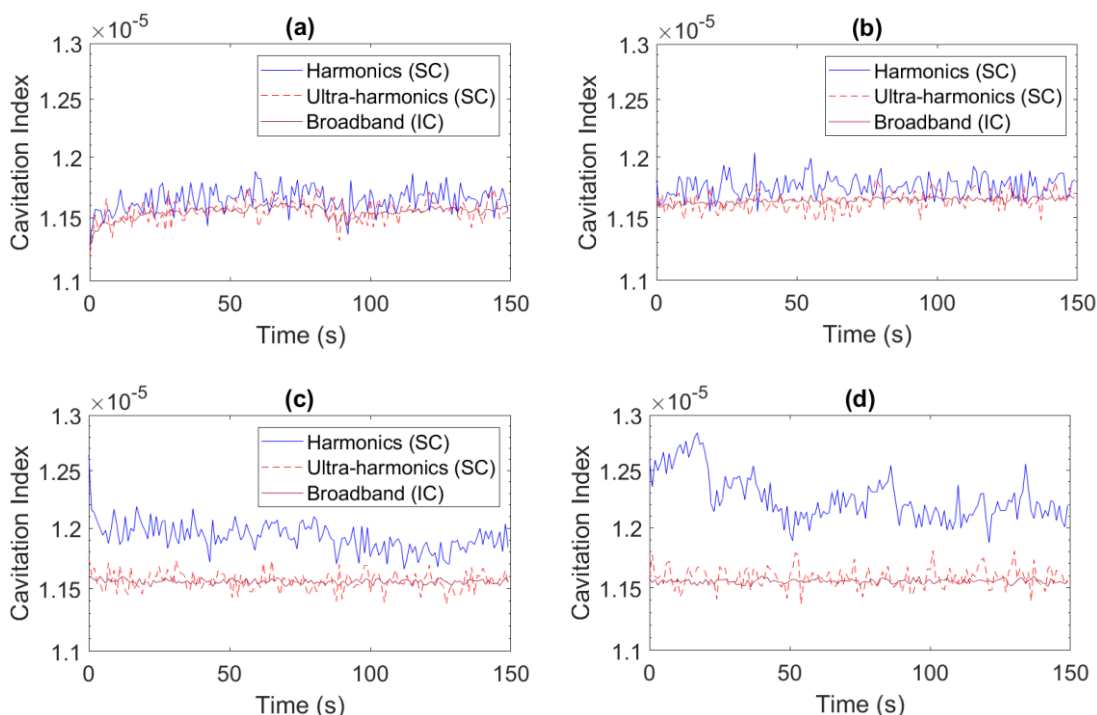 (a)
×10⁻⁵
1.3
1.25
1.2
1.15
1.1
Cavitation Index
Harmonics (SC)
Ultra-harmonics (SC)
Broadband (IC)
0 50 100 150
Time (s)
(b)
×10⁻⁵
1.3
1.25
1.2
1.15
1.1
Cavitation Index
Harmonics (SC)
Ultra-harmonics (SC)
Broadband (IC)
0 50 100 150
Time (s)
(c)
×10⁻⁵
1.3
1.25
1.2
1.15
1.1
Cavitation Index
Harmonics (SC)
Ultra-harmonics (SC)
Broadband (IC)
0 50 100 150
Time (s)
(d)
×10⁻⁵
1.3
1.25
1.2
1.15
1.1
Cavitation Index
0 50 100 150
Time (s)